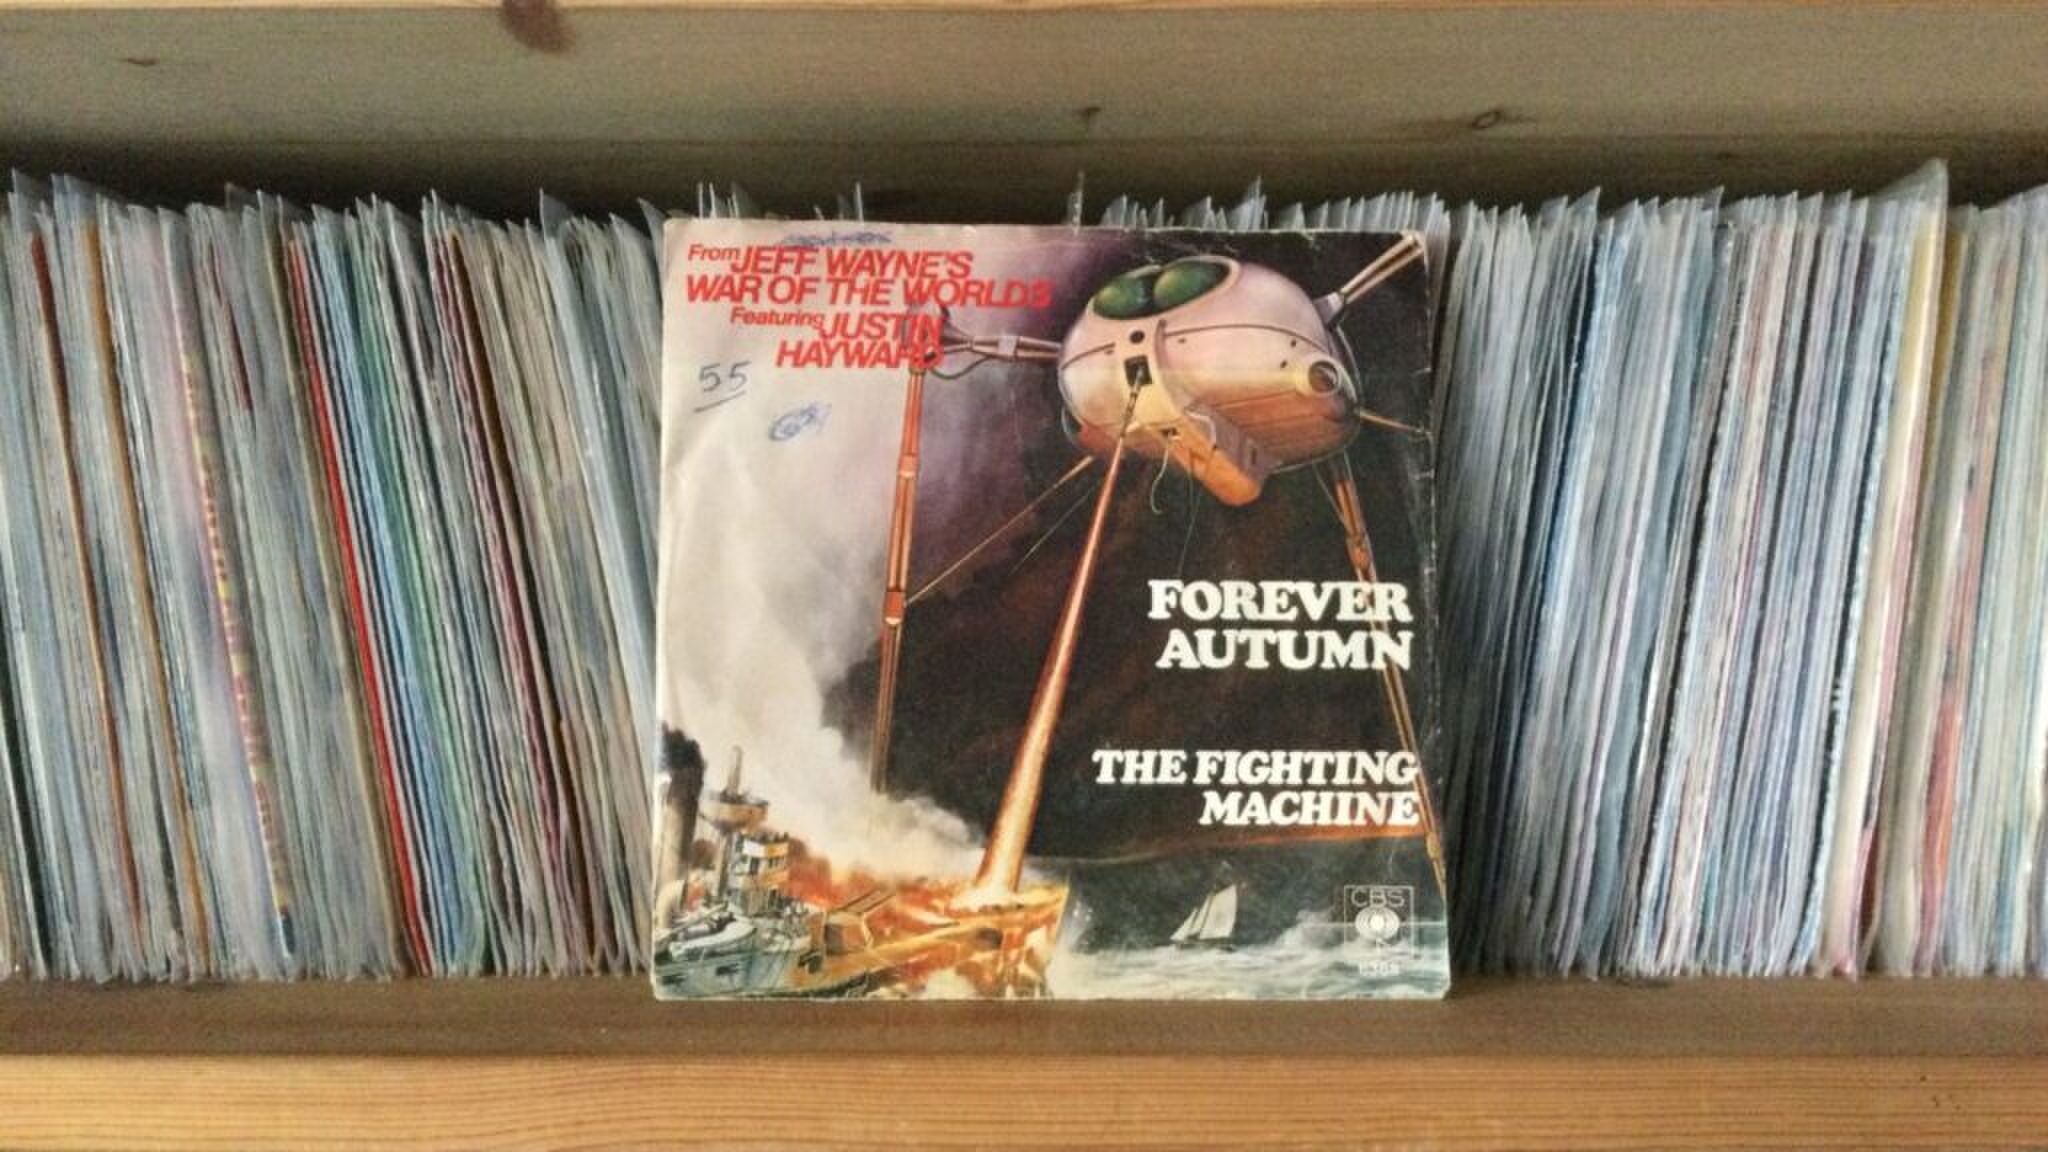 From JEFF WAYNE'S
WAR OF THE WORLDS
Featuring JUSTIN
HAYWARD
55
FOREVER
AUTUMN
THE FIGHTING
MACHINE
CBS